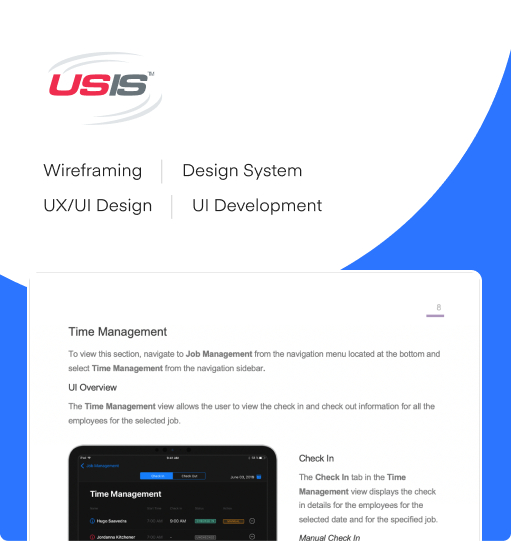 USIS™
Wireframing
Design System
UX/UI Design
UI Development
8
Time Management
To view this section, navigate to Job Management from the navigation menu located at the bottom and
select Time Management from the navigation sidebar.
UI Overview
The Time Management view allows the user to view the check in and check out information for all the
employees for the selected job.
Job Management
Check In
Check Out
June 03, 2019
Time Management
Hugo Saavedra
7:00 AM
9:00 AM
Jordanna Kitchener
7:00 AM
Check In
The Check In tab in the Time
Management view displays the check
in details for the employees for the
selected date and for the specified job.
Manual Check In